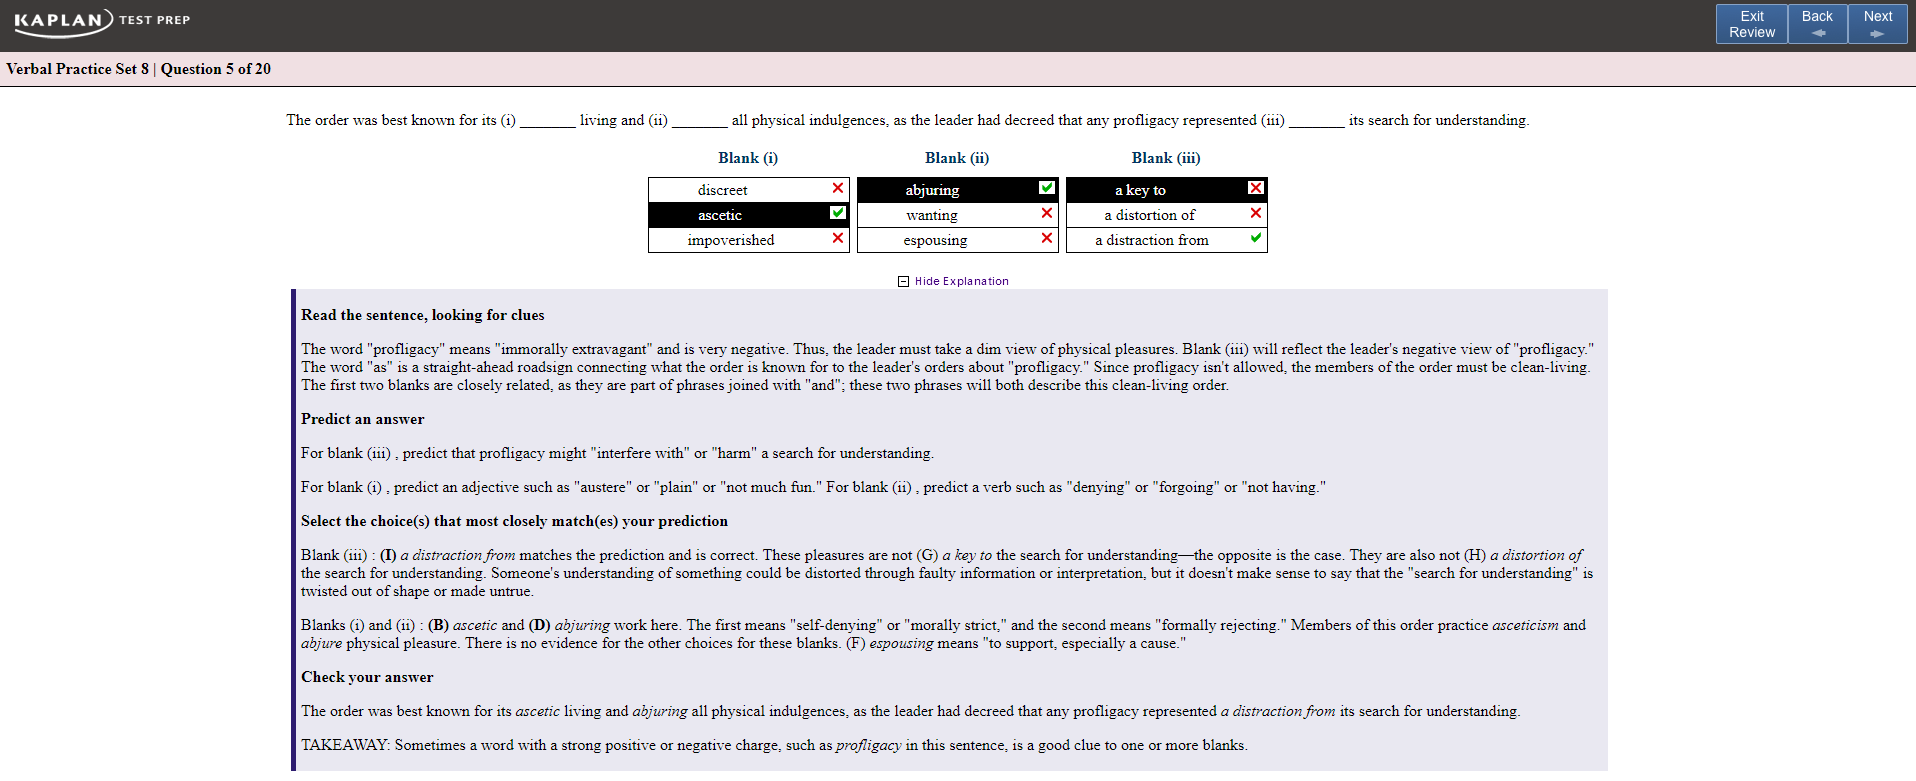 KAPLAN TEST PREP
Exit Review
Back
Next
Verbal Practice Set 8 | Question 5 of 20
The order was best known for its (i) _______ living and (ii) _______ all physical indulgences, as the leader had decreed that any profligacy represented (iii) _______ its search for understanding.
Blank (i) Blank (ii) Blank (iii)
discreet abjuring a key to
ascetic wanting a distortion of
impoverished espousing a distraction from
Hide Explanation
Read the sentence, looking for clues
The word "profligacy" means "immorally extravagant" and is very negative. Thus, the leader must take a dim view of physical pleasures. Blank (iii) will reflect the leader's negative view of "profligacy."
The word "as" is a straight-ahead roadsign connecting what the order is known for to the leader's orders about "profligacy." Since profligacy isn't allowed, the members of the order must be clean-living.
The first two blanks are closely related, as they are part of phrases joined with "and"; these two phrases will both describe this clean-living order.
Predict an answer
For blank (iii) , predict that profligacy might "interfere with" or "harm" a search for understanding.
For blank (i) , predict an adjective such as "austere" or "plain" or "not much fun." For blank (ii) , predict a verb such as "denying" or "forgoing" or "not having."
Select the choice(s) that most closely match(es) your prediction
Blank (iii) : (I) a distraction from matches the prediction and is correct. These pleasures are not (G) a key to the search for understanding—the opposite is the case. They are also not (H) a distortion of
the search for understanding. Someone's understanding of something could be distorted through faulty information or interpretation, but it doesn't make sense to say that the "search for understanding" is
twisted out of shape or made untrue.
Blanks (i) and (ii) : (B) ascetic and (D) abjuring work here. The first means "self-denying" or "morally strict," and the second means "formally rejecting." Members of this order practice asceticism and
abjure physical pleasure. There is no evidence for the other choices for these blanks. (F) espousing means "to support, especially a cause."
Check your answer
The order was best known for its ascetic living and abjuring all physical indulgences, as the leader had decreed that any profligacy represented a distraction from its search for understanding.
TAKEAWAY: Sometimes a word with a strong positive or negative charge, such as profligacy in this sentence, is a good clue to one or more blanks.